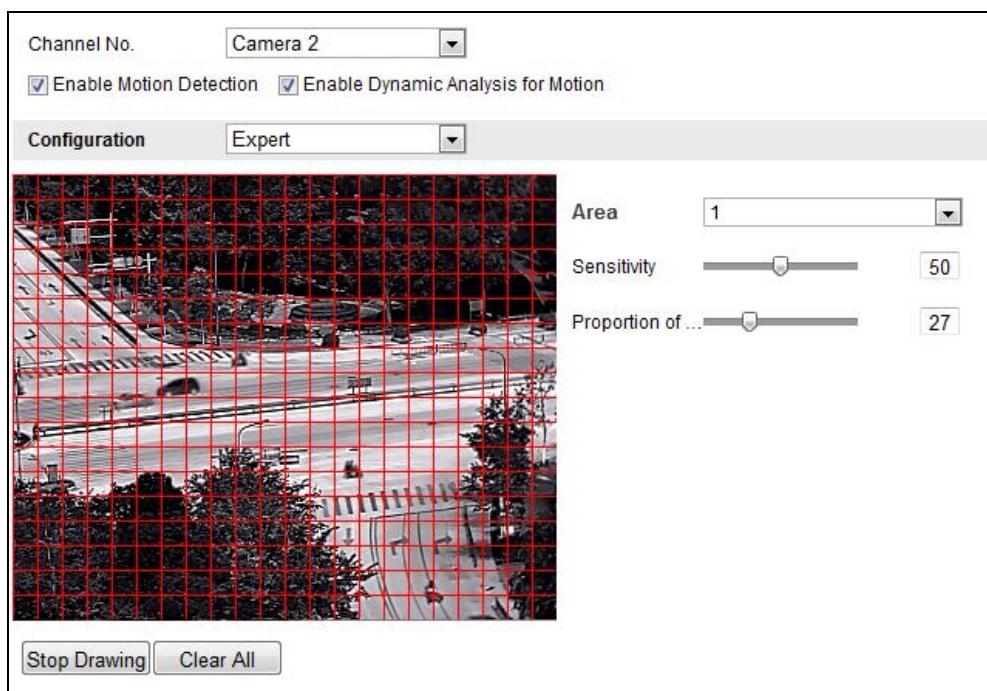 Channel No. Camera 2
Enable Motion Detection Enable Dynamic Analysis for Motion
Configuration Expert
Area 1
Sensitivity 50
Proportion of ... 27
Stop Drawing Clear All